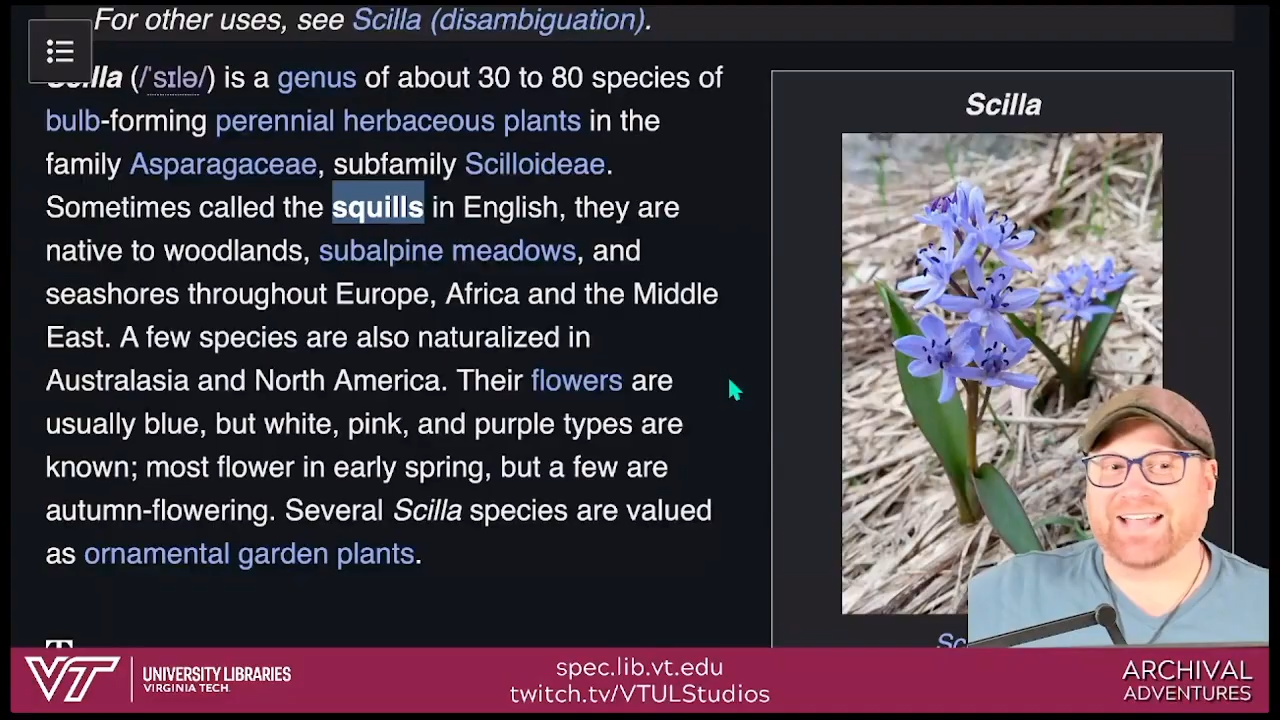 For other uses, see Scilla (disambiguation).
(/ˈsɪlə/) is a genus of about 30 to 80 species of
bulb-forming perennial herbaceous plants in the
family Asparagaceae, subfamily Scilloideae.
Sometimes called the squills in English, they are
native to woodlands, subalpine meadows, and
seashores throughout Europe, Africa and the Middle
East. A few species are also naturalized in
Australasia and North America. Their flowers are
usually blue, but white, pink, and purple types are
known; most flower in early spring, but a few are
autumn-flowering. Several Scilla species are valued
as ornamental garden plants.
Scilla
VT UNIVERSITY LIBRARIES
VIRGINIA TECH.
spec.lib.vt.edu
twitch.tv/VTULStudios
ARCHIVAL
ADVENTURES